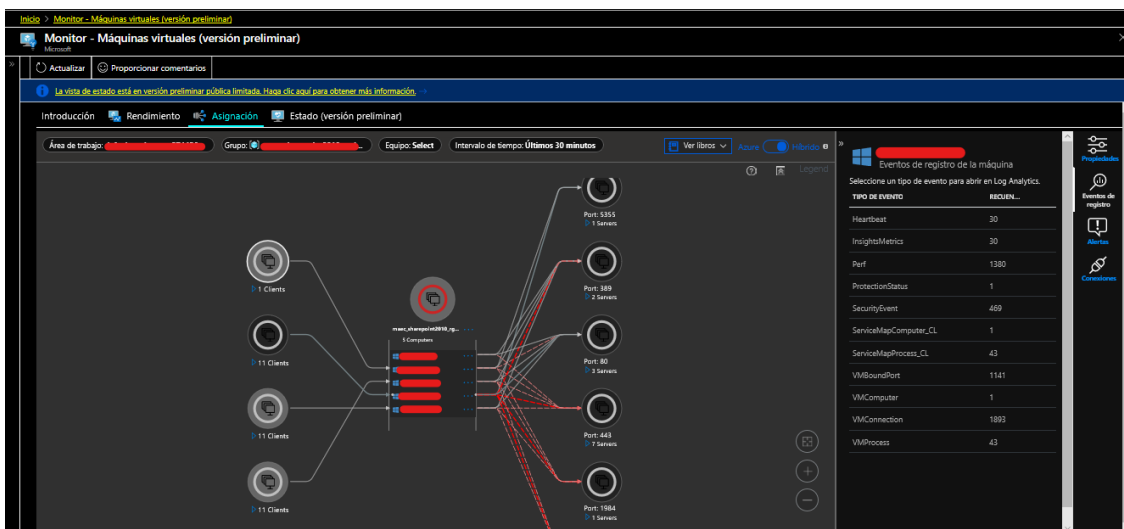 Inicio > Monitor - Máquinas virtuales (versión preliminar)
Monitor - Máquinas virtuales (versión preliminar)
Microsoft
Actualizar Proporcionar comentarios
La vista de estado está en versión preliminar pública limitada. Haga clic aquí para obtener más información.
Introducción Rendimiento Asignación Estado (versión preliminar)
Área de trabajo:
Grupo:
Equipo: Select
Intervalo de tiempo: Últimos 30 minutos
Ver libros
Azure Híbrido
Legend
Port: 5355
1 Servers
1 Clients
Port: 389
2 Servers
5 Computers
11 Clients
Port: 80
3 Servers
11 Clients
Port: 443
7 Servers
11 Clients
Port: 1984
1 Servers
Eventos de registro de la máquina
Seleccione un tipo de evento para abrir en Log Analytics.
TIPO DE EVENTO RECUEN...
Heartbeat 30
InsightsMetrics 30
Perf 1380
ProtectionStatus 1
SecurityEvent 469
ServiceMapComputer_CL 1
ServiceMapProcess_CL 43
VMBoundPort 1141
VMComputer 1
VMConnection 1893
VMProcess 43
Propiedades
Eventos de
registro
Alertas
Conexiones